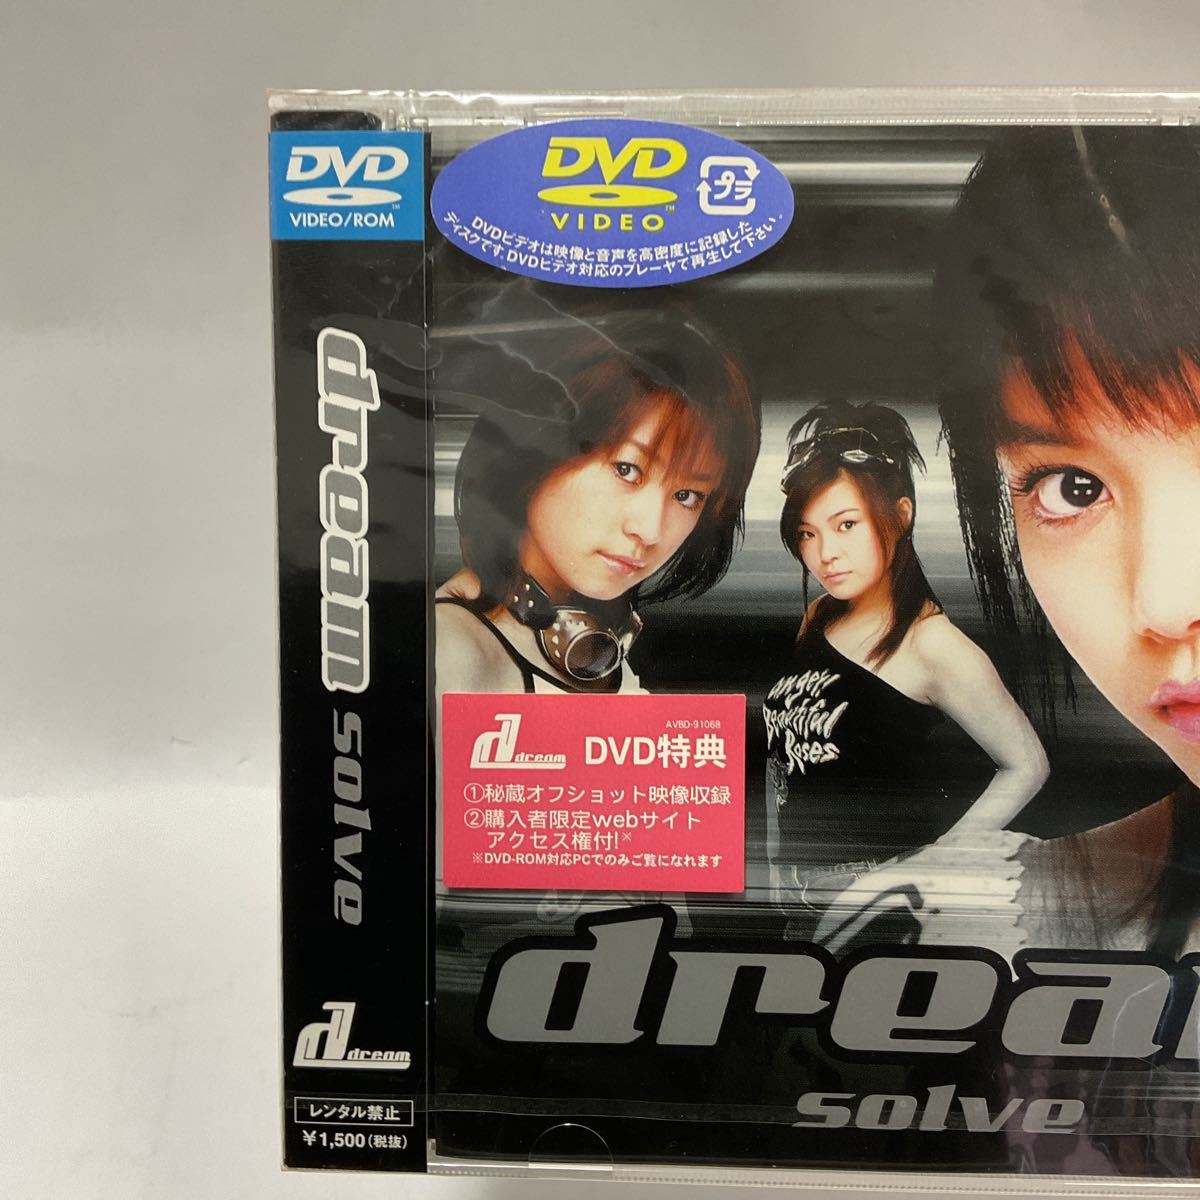 DVD
VIDEO/ROM
dream solve
dream
レンタル禁止
¥1,500(税抜)
DVD
VIDEO
プラ
DVDビデオは映像と音声を高密度に記録した
ディスクです。DVDビデオ対応のプレーヤで再生して下さい。
anger!
Beautiful
Roses
AVBD-91068
dream
DVD特典
①秘蔵オフショット映像収録
②購入者限定webサイト
アクセス権付!※
※DVD-ROM対応PCでのみご覧になれます
drea
solve